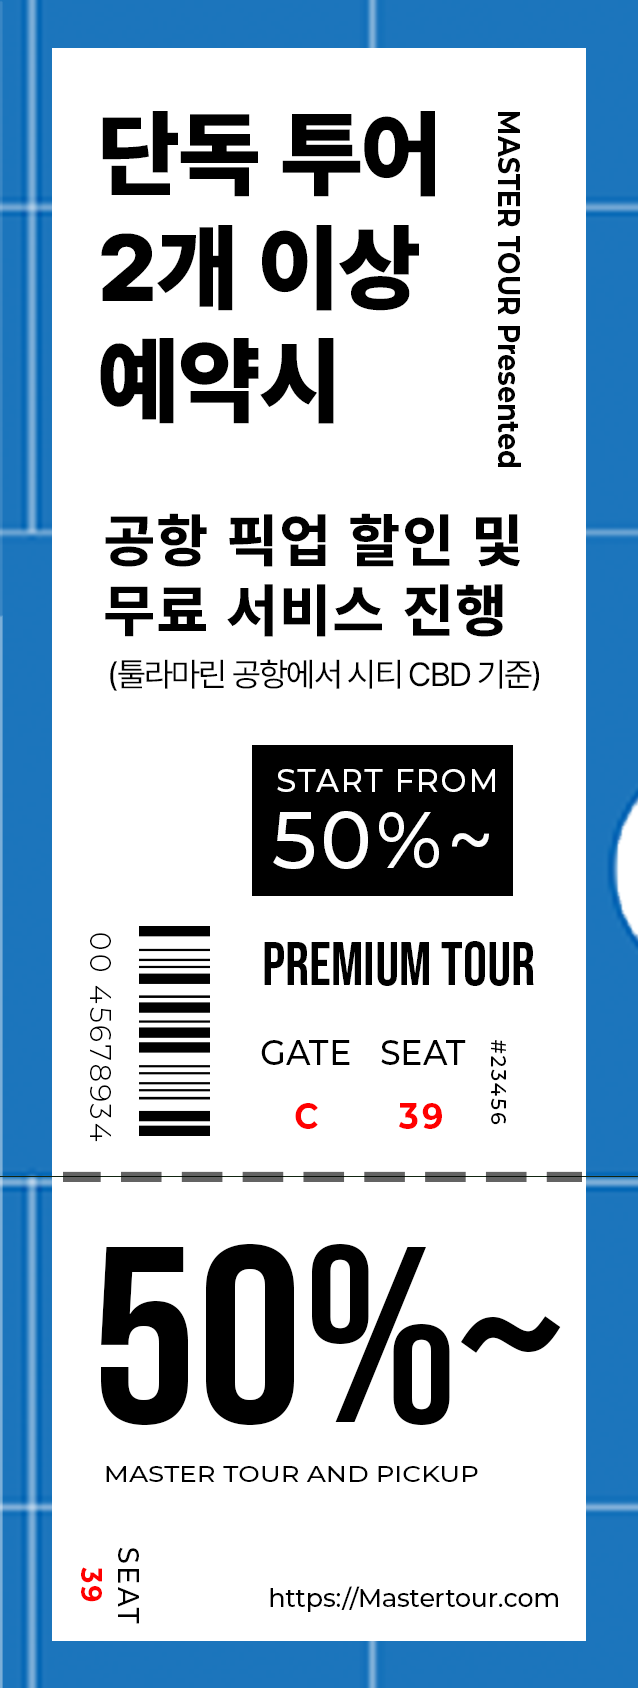 단독 투어
2개 이상
예약시
MASTER TOUR Presented
공항 픽업 할인 및
무료 서비스 진행
(툴라마린 공항에서 시티 CBD 기준)
START FROM
50%~
00 45678934
PREMIUM TOUR
GATE SEAT
C 39
#23456
50%~
MASTER TOUR AND PICKUP
SEAT
39
https://Mastertour.com